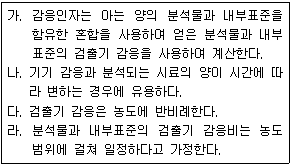 가. 감응인자는 아는 양의 분석물과 내부표준을
함유한 혼합을 사용하며 얻은 분석물과 내부
표준의 검출기 감응을 사용하며 계산한다.
나. 기기 감응과 분석되는 시료의 양이 시간에 따
라 변하는 경우에 유용하다.
다. 검출기 감응은 농도에 반비례한다.
라. 분석물과 내부표준의 검출기 감응비는 농도
범위에 걸쳐 일정하다고 가정한다.